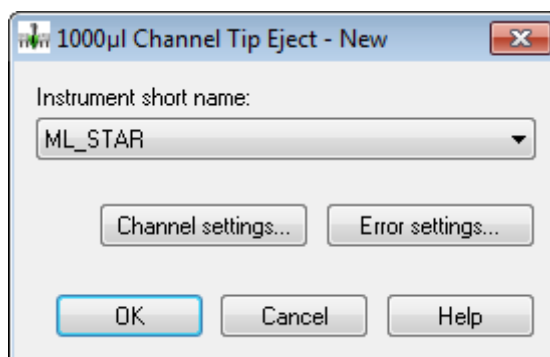 1000µl Channel Tip Eject - New
Instrument short name:
ML_STAR
Channel settings... Error settings...
OK Cancel Help